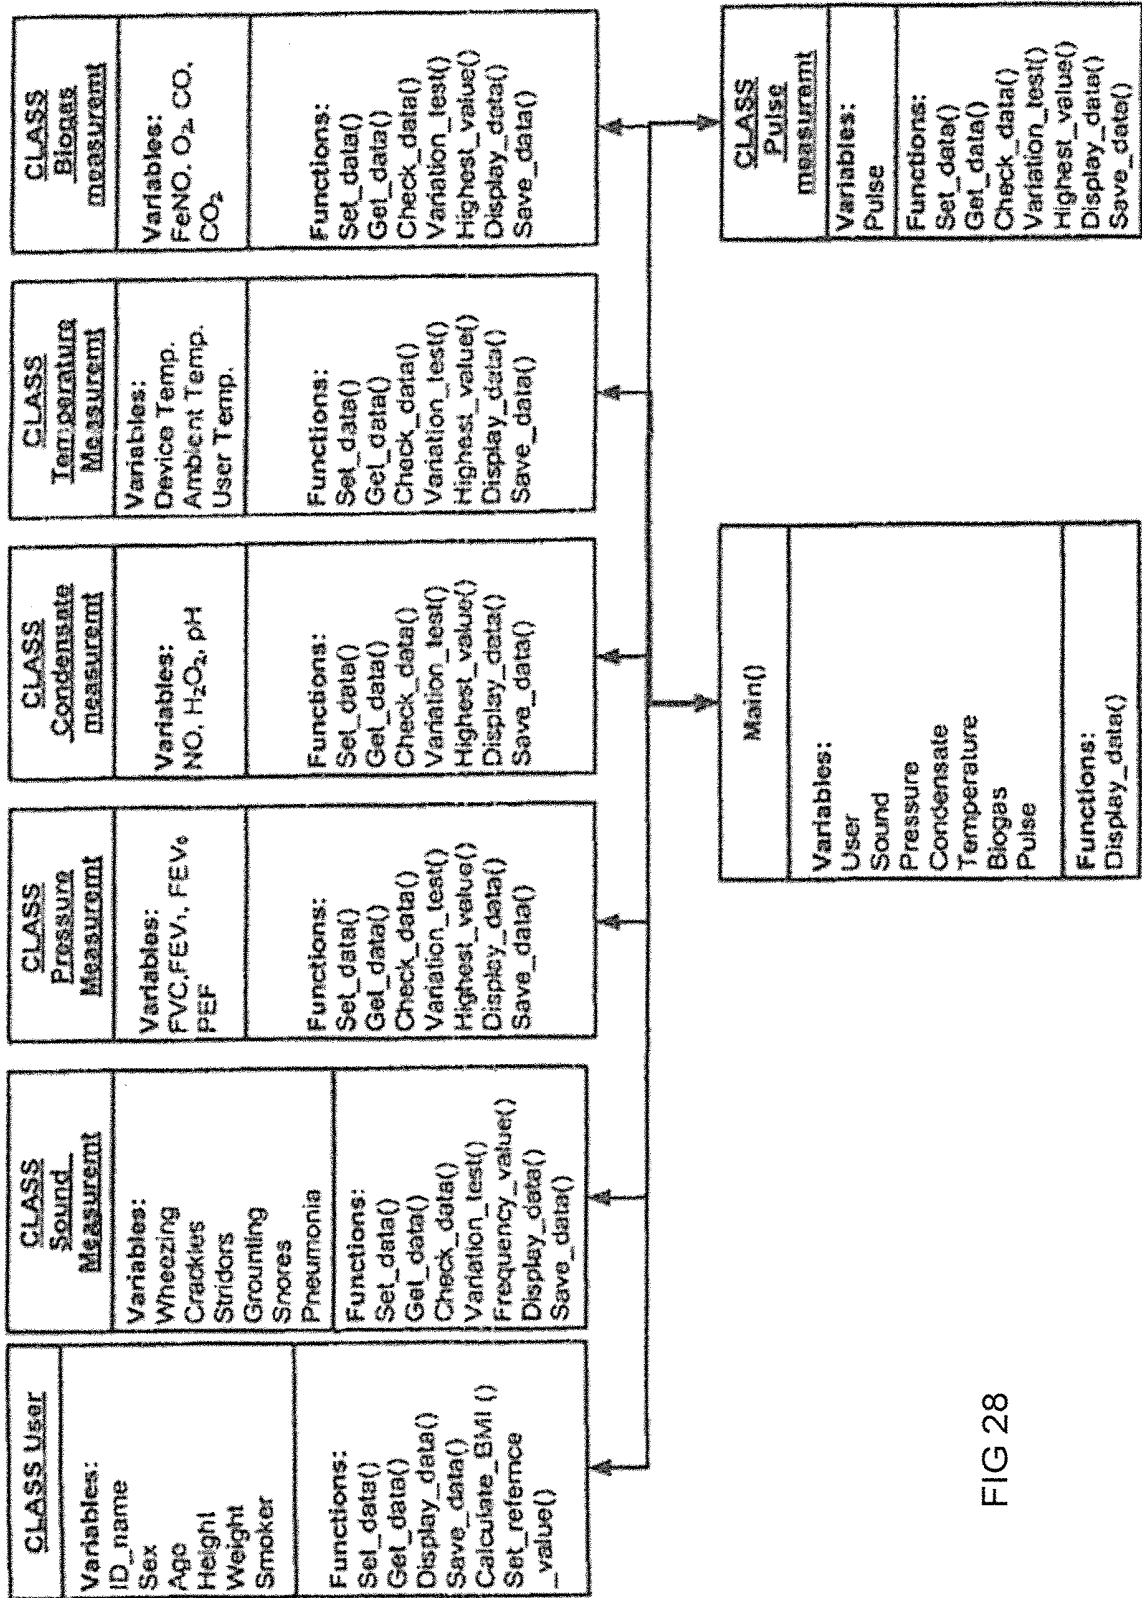 CLASS User
Variables:
ID_name
Sex
Age
Height
Weight
Smoker
Functions:
Set_data()
Get_data()
Display_data()
Save_data()
Calculate_BMI ()
Set_refernce
_value()
CLASS
Sound
Measuremt
Variables:
Wheezing
Crackles
Stridors
Grounting
Snores
Pneumonia
Functions:
Set_data()
Get_data()
Check_data()
Variation_test()
Frequency_value()
Display_data()
Save_data()
CLASS
Pressure
Measuremt
Variables:
FVC,FEV₁, FEV₆
PEF
Functions:
Set_data()
Get_data()
Check_data()
Variation_test()
Highest_value()
Display_data()
Save_data()
CLASS
Condensate
measuremt
Variables:
NO, H₂O₂, pH
Functions:
Set_data()
Get_data()
Check_data()
Variation_test()
Highest_value()
Display_data()
Save_data()
CLASS
Temperature
Measuremt
Variables:
Device Temp.
Ambient Temp.
User Temp.
Functions:
Set_data()
Get_data()
Check_data()
Variation_test()
Highest_value()
Display_data()
Save_data()
CLASS
Biogas
measuremt
Variables:
FeNO, O₂, CO,
CO₂
Functions:
Set_data()
Get_data()
Check_data()
Variation_test()
Highest_value()
Display_data()
Save_data()
Main()
Variables:
User
Sound
Pressure
Condensate
Temperature
Biogas
Pulse
Functions:
Display_data()
CLASS
Pulse
measuremt
Variables:
Pulse
Functions:
Set_data()
Get_data()
Check_data()
Variation_test()
Highest_value()
Display_data()
Save_data()
FIG 28